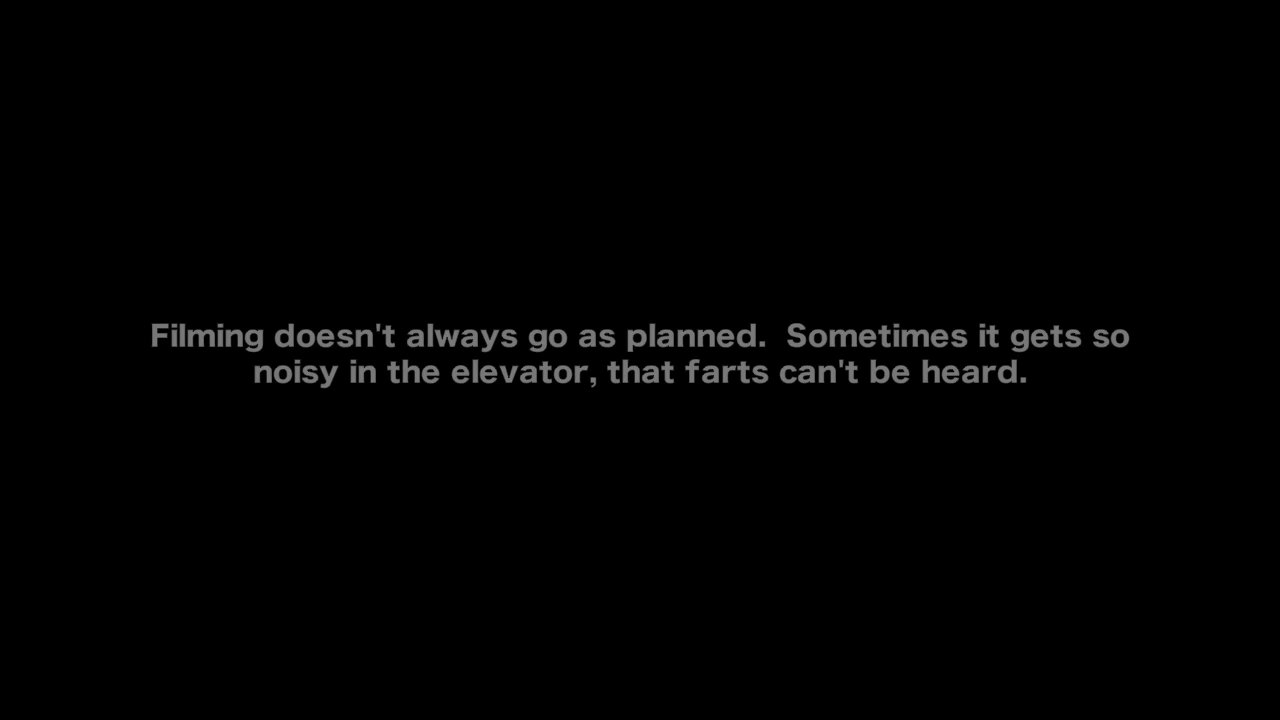 Filming doesn't always go as planned.  Sometimes it gets so
noisy in the elevator, that farts can't be heard.